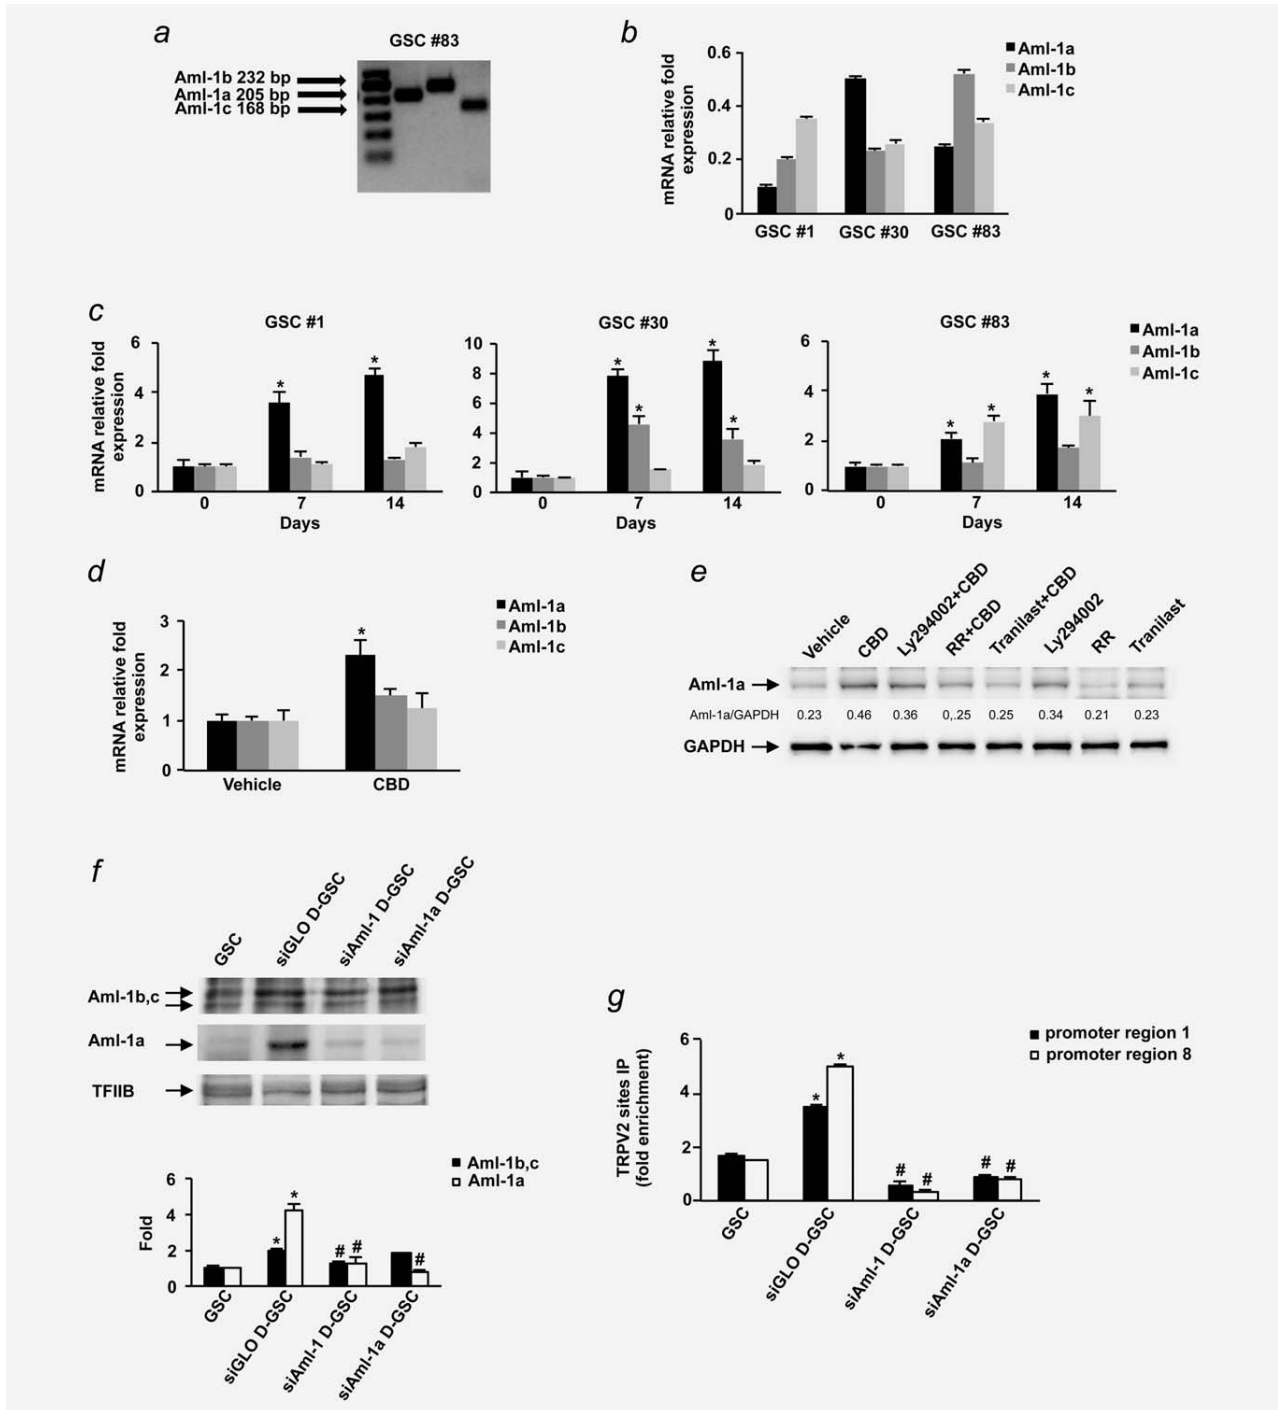 a
GSC #83
Aml-1b 232 bp
Aml-1a 205 bp
Aml-1c 168 bp
b
mRNA relative fold
expression
0.6
0.4
0.2
0
GSC #1
GSC #30
GSC #83
Aml-1a
Aml-1b
Aml-1c
c
GSC #1
mRNA relative fold
expression
6
4
2
0
*
*
0
7
14
Days
GSC #30
10
8
6
4
2
0
*
*
*
*
0
7
14
Days
GSC #83
6
4
2
0
*
*
*
*
0
7
14
Days
Aml-1a
Aml-1b
Aml-1c
d
mRNA relative fold
expression
3
2
1
0
*
Vehicle
CBD
Aml-1a
Aml-1b
Aml-1c
e
Vehicle
CBD
Ly294002+CBD
RR+CBD
Tranilast+CBD
Ly294002
RR
Tranilast
Aml-1a
Aml-1a/GAPDH 0.23 0.46 0.36 0,.25 0.25 0.34 0.21 0.23
GAPDH
f
GSC
siGLO D-GSC
siAml-1 D-GSC
siAml-1a D-GSC
Aml-1b,c
Aml-1a
TFIIB
Fold
6
4
2
0
*
*
# #
#
GSC
siGLO D-GSC
siAml-1 D-GSC
siAml-1a D-GSC
Aml-1b,c
Aml-1a
g
TRPV2 sites IP
(fold enrichment)
6
4
2
0
*
*
# #
# #
GSC
siGLO D-GSC
siAml-1 D-GSC
siAml-1a D-GSC
promoter region 1
promoter region 8